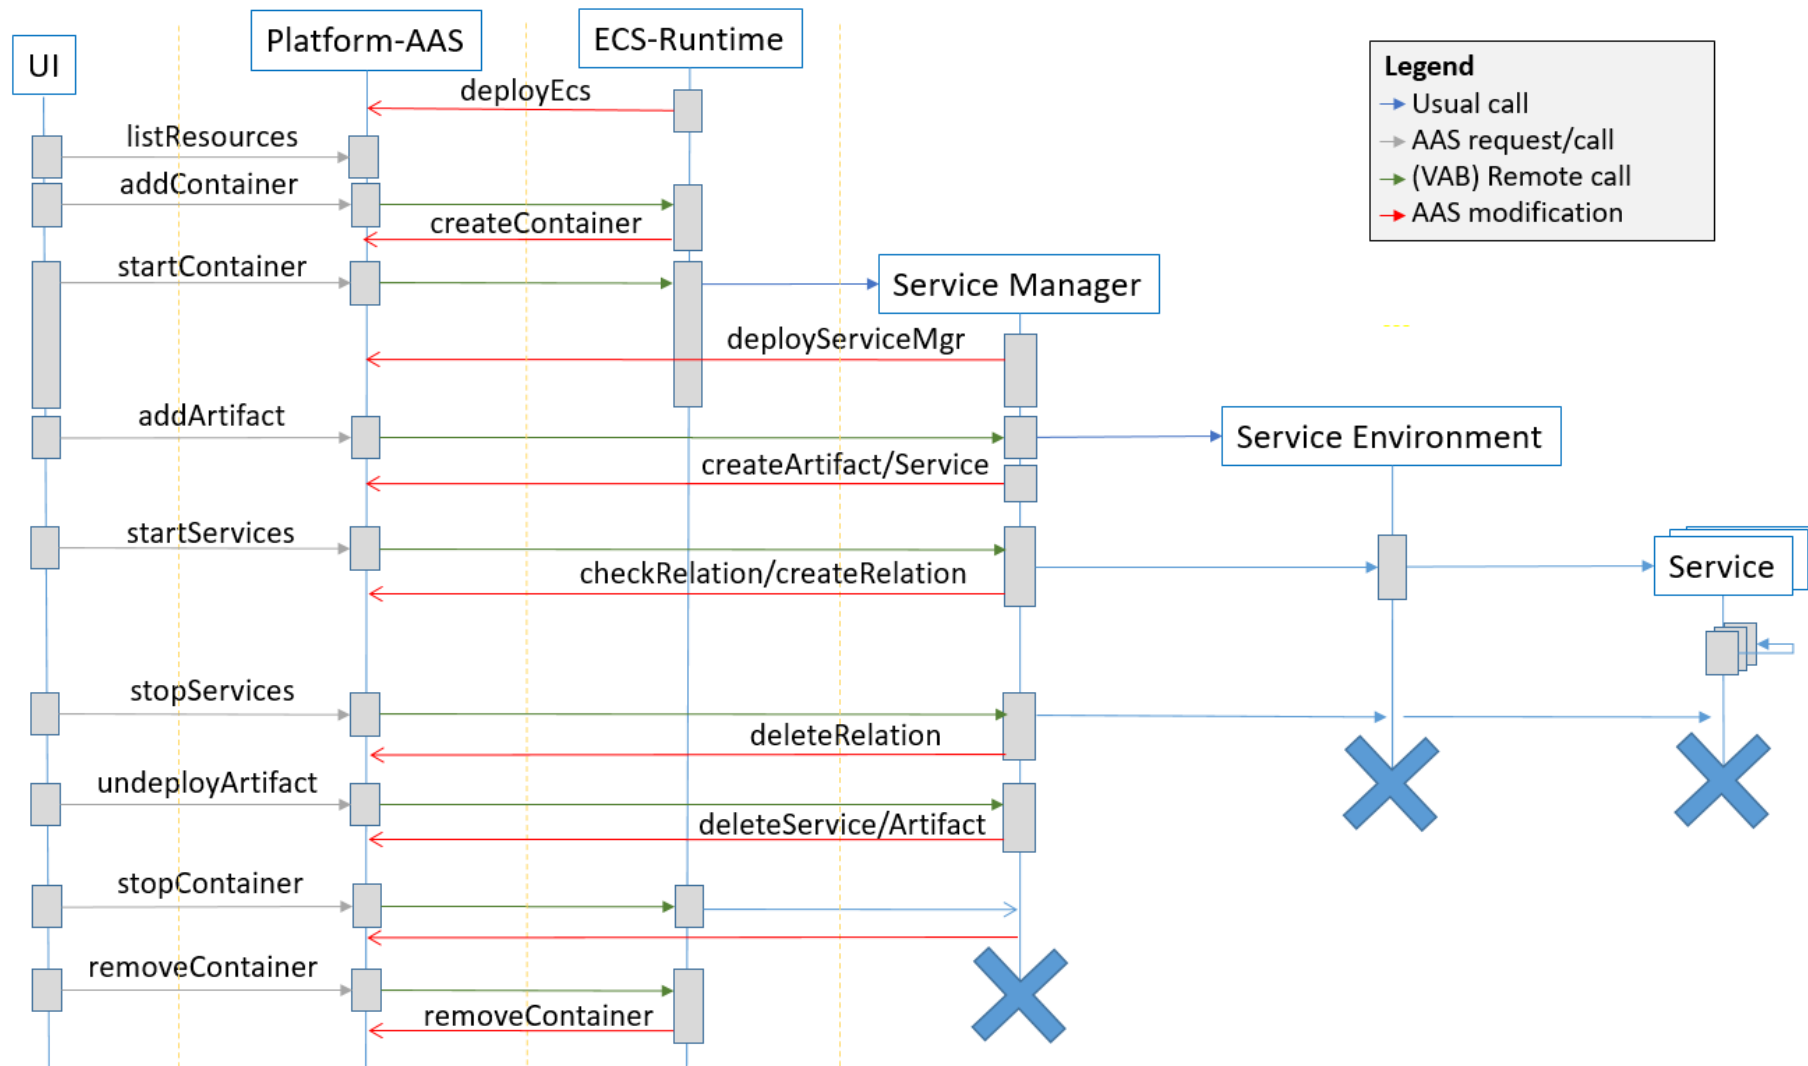 UI
Platform-AAS
ECS-Runtime
Legend
Usual call
AAS request/call
(VAB) Remote call
AAS modification
deployEcs
listResources
addContainer
createContainer
startContainer
Service Manager
deployServiceMgr
addArtifact
Service Environment
createArtifact/Service
startServices
checkRelation/createRelation
Service
stopServices
deleteRelation
undeployArtifact
deleteService/Artifact
stopContainer
removeContainer
removeContainer